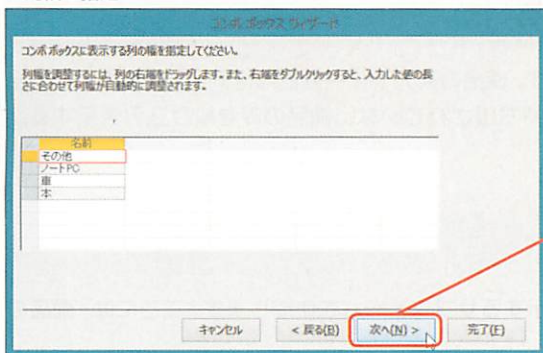 コンボ ボックス ウィザード
コンボ ボックスに表示する列の幅を指定してください。
列幅を調整するには、列の右端をドラッグします。また、右端をダブルクリックすると、入力した値の長
さに合わせて列幅が自動的に調整されます。
名前
その他
ノートPC
車
本
キャンセル
< 戻る(B)
次へ(N) >
完了(F)